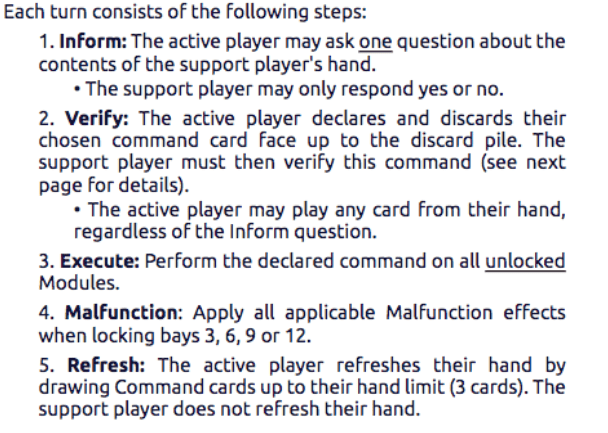 Each turn consists of the following steps:
1. Inform: The active player may ask one question about the
contents of the support player's hand.
• The support player may only respond yes or no.
2. Verify: The active player declares and discards their
chosen command card face up to the discard pile. The
support player must then verify this command (see next
page for details).
• The active player may play any card from their hand,
regardless of the Inform question.
3. Execute: Perform the declared command on all unlocked
Modules.
4. Malfunction: Apply all applicable Malfunction effects
when locking bays 3, 6, 9 or 12.
5. Refresh: The active player refreshes their hand by
drawing Command cards up to their hand limit (3 cards). The
support player does not refresh their hand.